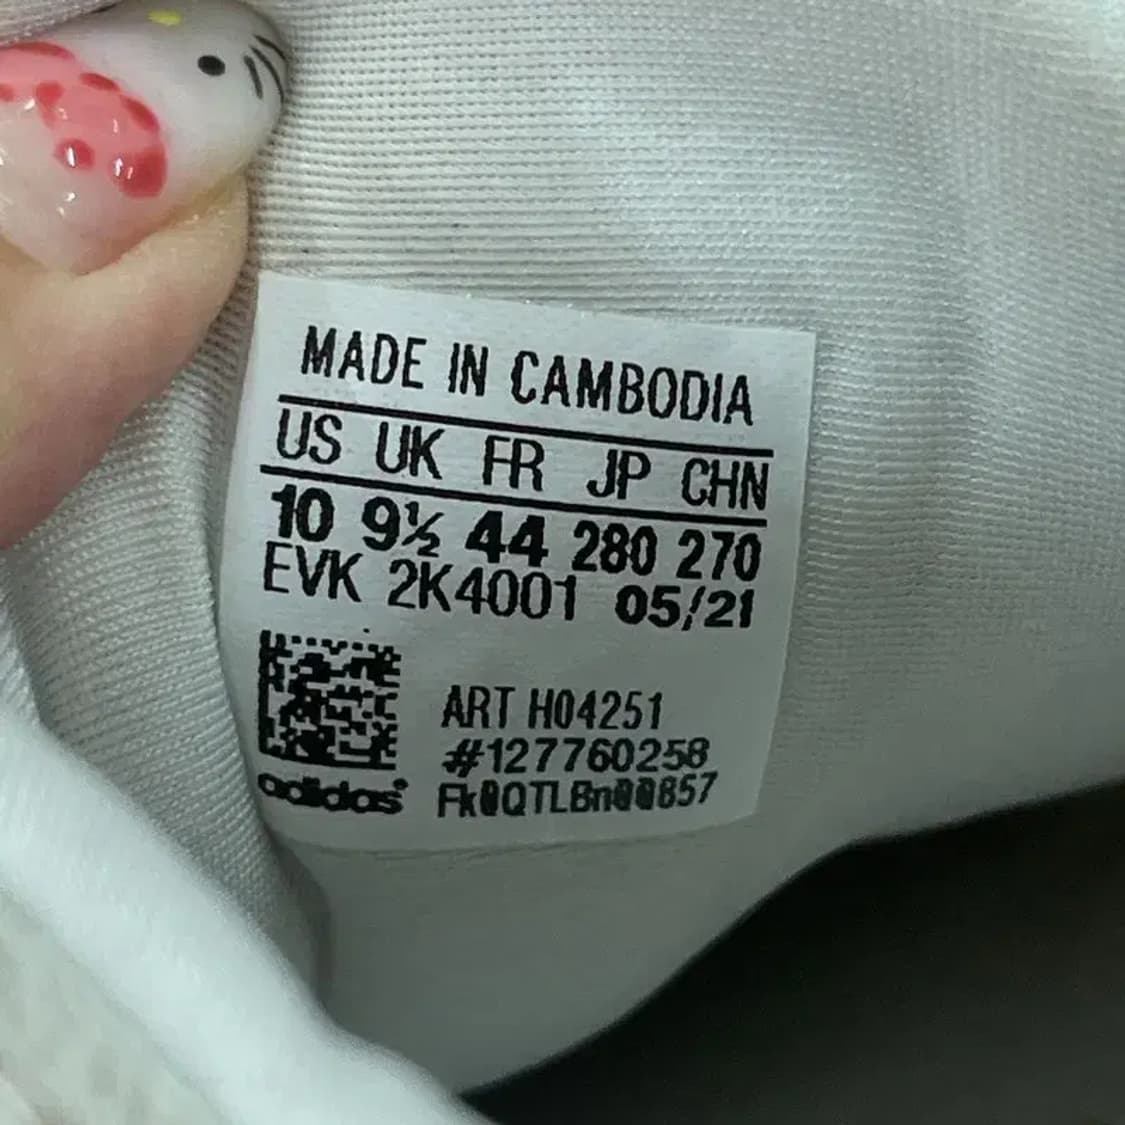 MADE IN CAMBODIA
US UK FR JP CHN
10 9½ 44 280 270
EVK 2K4001 05/21
ART H04251
#127760258
adidas